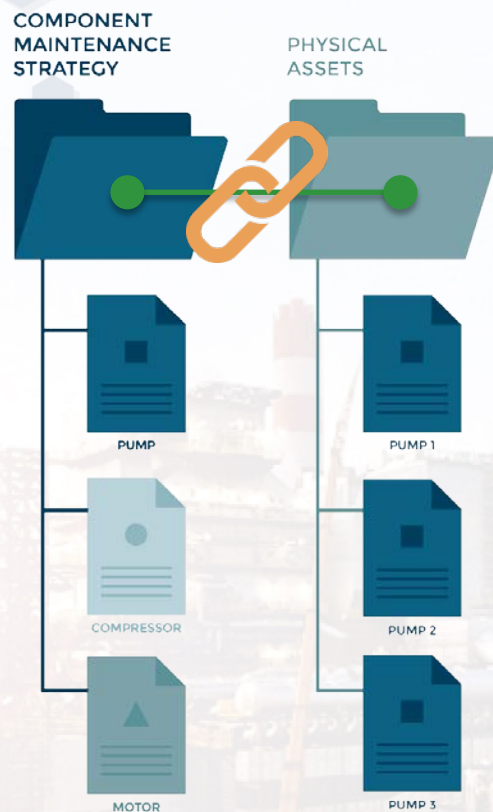 COMPONENT
MAINTENANCE
STRATEGY
PHYSICAL
ASSETS
PUMP
COMPRESSOR
MOTOR
PUMP 1
PUMP 2
PUMP 3